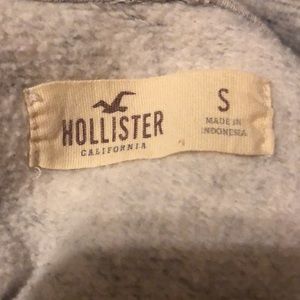 HOLLISTER
CALIFORNIA
S
MADE IN
INDONESIA